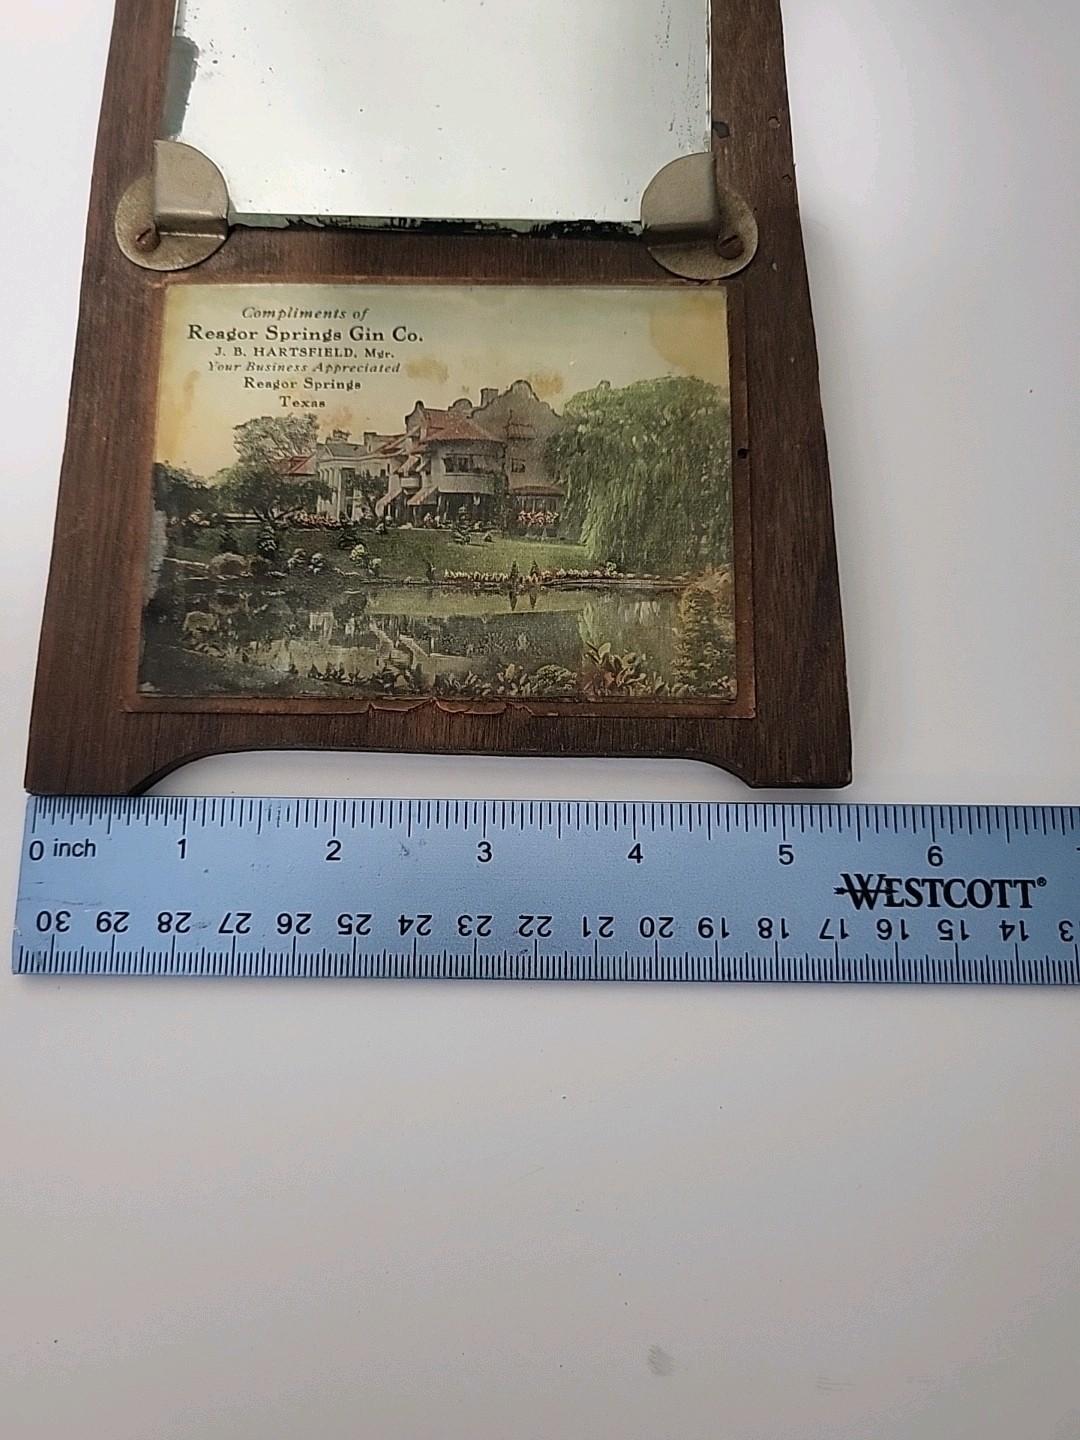 Compliments of
Reagor Springs Gin Co.
J. B. HARTSFIELD, Mgr.
Your Business Appreciated
Reagor Springs
Texas
0 inch 1 2 3 4 5 6
WESTCOTT®
30 29 28 27 26 25 24 23 22 21 20 19 18 17 16 15 14 3